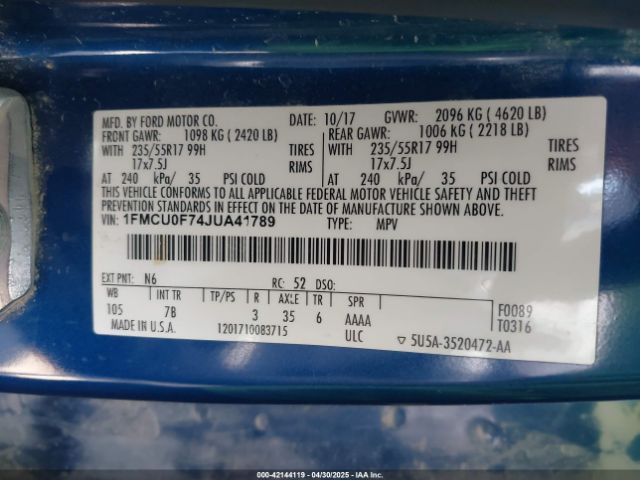 MFD. BY FORD MOTOR CO. DATE: 10/17 GVWR: 2096 KG ( 4620 LB)
FRONT GAWR: 1098 KG ( 2420 LB) REAR GAWR: 1006 KG ( 2218 LB)
WITH 235/55R17 99H TIRES WITH 235/55R17 99H TIRES
17x7.5J RIMS 17x7.5J RIMS
AT 240 kPa/ 35 PSI COLD AT 240 kPa/ 35 PSI COLD
THIS VEHICLE CONFORMS TO ALL APPLICABLE FEDERAL MOTOR VEHICLE SAFETY AND THEFT
PREVENTION STANDARDS IN EFFECT ON THE DATE OF MANUFACTURE SHOWN ABOVE.
VIN: 1FMCU0F74JUA41789 TYPE: MPV
EXT PNT: N6 RC: 52 DSO:
WB INT TR TP/PS R AXLE TR SPR F0089
105 7B 3 35 6 AAAA T0316
MADE IN U.S.A. 1201710083715 ULC ▽ 5U5A-3520472-AA
000-42144119 - 04/30/2025 - IAAI.COM